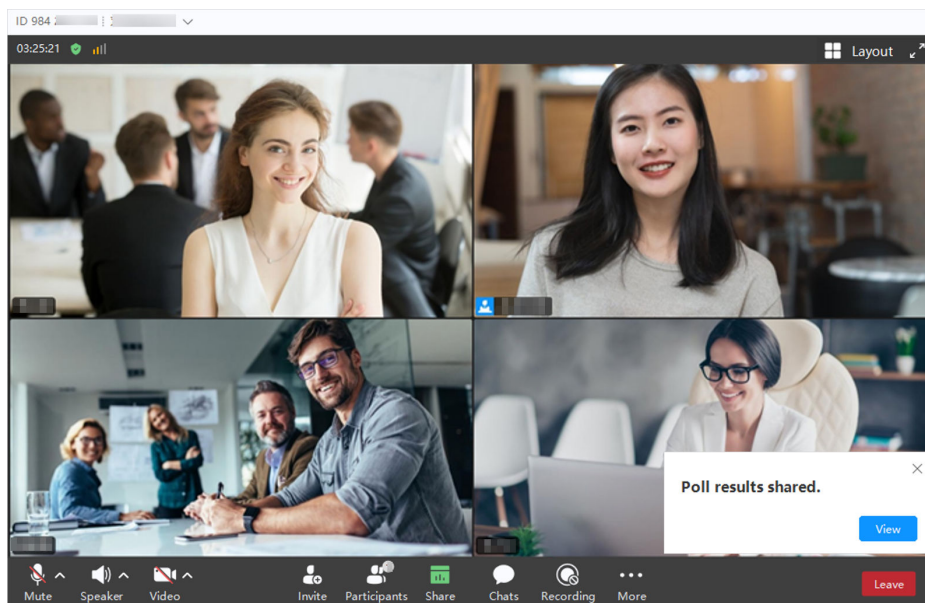 ID 984
03:25:21
Layout
Poll results shared.
View
Mute
Speaker
Video
Invite
Participants
Share
Chats
Recording
More
Leave